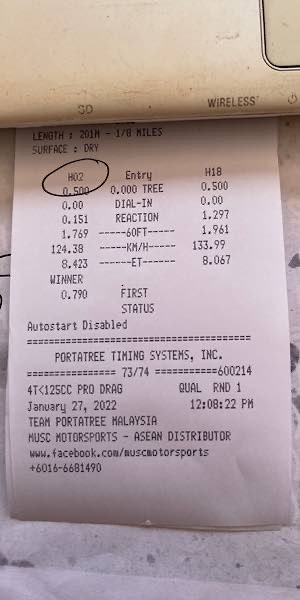 SD
WIRELESS
LENGTH : 201M - 1/8 MILES
SURFACE : DRY
H02 Entry H18
0.500 0.000 TREE 0.500
0.00 DIAL-IN 0.00
0.151 REACTION 1.297
1.769 ------60FT----- 1.961
124.38 -----KM/H------ 133.99
8.423 ------ET------- 8.067
WINNER
0.790 FIRST
STATUS
Autostart Disabled
===================================
PORTATREE TIMING SYSTEMS, INC.
============== 73/74 ===========600214
4T<125CC PRO DRAG QUAL RND 1
January 27, 2022 12:08:22 PM
TEAM PORTATREE MALAYSIA
MUSC MOTORSPORTS - ASEAN DISTRIBUTOR
www.facebook.com/muscmotorsports
+6016-6681490